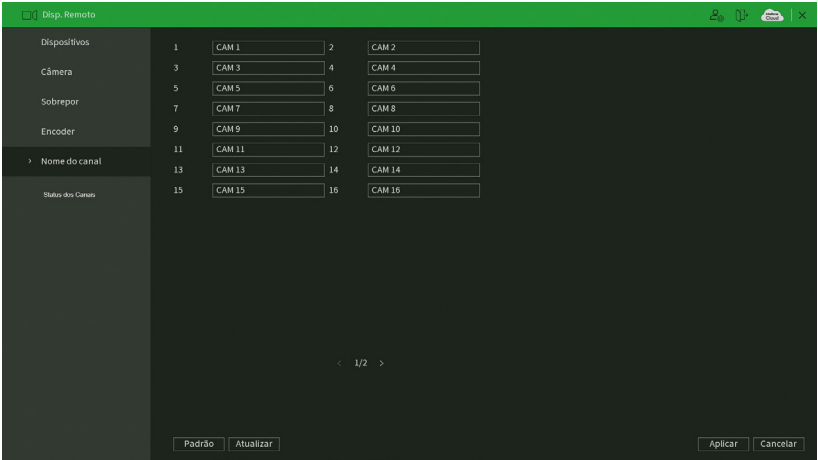 Disp. Remoto
Cloud
Dispositivos
Câmera
Sobrepor
Encoder
Nome do canal
Status dos Canais
1 CAM 1 2 CAM 2
3 CAM 3 4 CAM 4
5 CAM 5 6 CAM 6
7 CAM 7 8 CAM 8
9 CAM 9 10 CAM 10
11 CAM 11 12 CAM 12
13 CAM 13 14 CAM 14
15 CAM 15 16 CAM 16
< 1/2 >
Padrão Atualizar Aplicar Cancelar